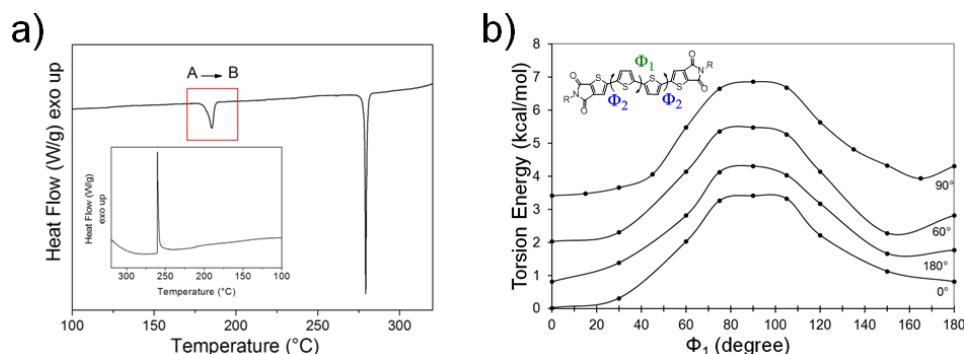 a)
A → B
Heat Flow (W/g) exo up
Heat Flow (W/g)
exo up
300 250 200 150 100
Temperature (°C)
100 150 200 250 300
Temperature (°C)
b)
8
7
6
5
4
3
2
1
0
Torsion Energy (kcal/mol)
O S S O
R-N N-R
O S S O
Φ₁
Φ₂ Φ₂
90°
60°
180°
0°
0 20 40 60 80 100 120 140 160 180
Φ₁ (degree)